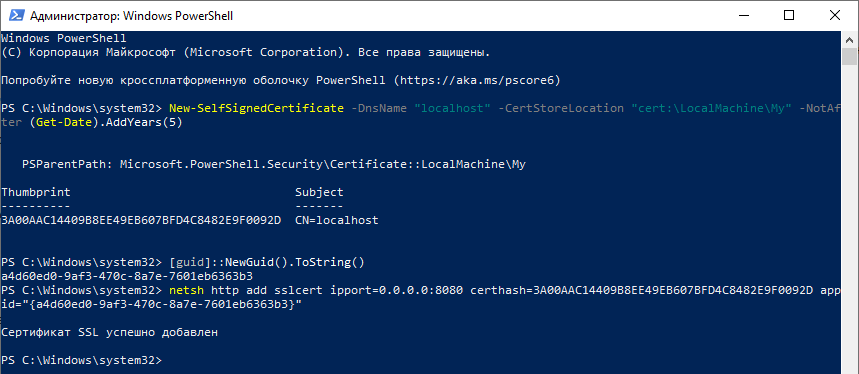 Администратор: Windows PowerShell
Windows PowerShell
(C) Корпорация Майкрософт (Microsoft Corporation). Все права защищены.
Попробуйте новую кроссплатформенную оболочку PowerShell (https://aka.ms/pscore6)
PS C:\Windows\system32> New-SelfSignedCertificate -DnsName "localhost" -CertStoreLocation "cert:\LocalMachine\My" -NotAf
ter (Get-Date).AddYears(5)
PSParentPath: Microsoft.PowerShell.Security\Certificate::LocalMachine\My
Thumbprint                                Subject
----------                                -------
3A00AAC14409B8EE49EB607BFD4C8482E9F0092D  CN=localhost
PS C:\Windows\system32> [guid]::NewGuid().ToString()
a4d60ed0-9af3-470c-8a7e-7601eb6363b3
PS C:\Windows\system32> netsh http add sslcert ipport=0.0.0.0:8080 certhash=3A00AAC14409B8EE49EB607BFD4C8482E9F0092D app
id="{a4d60ed0-9af3-470c-8a7e-7601eb6363b3}"
Сертификат SSL успешно добавлен
PS C:\Windows\system32>